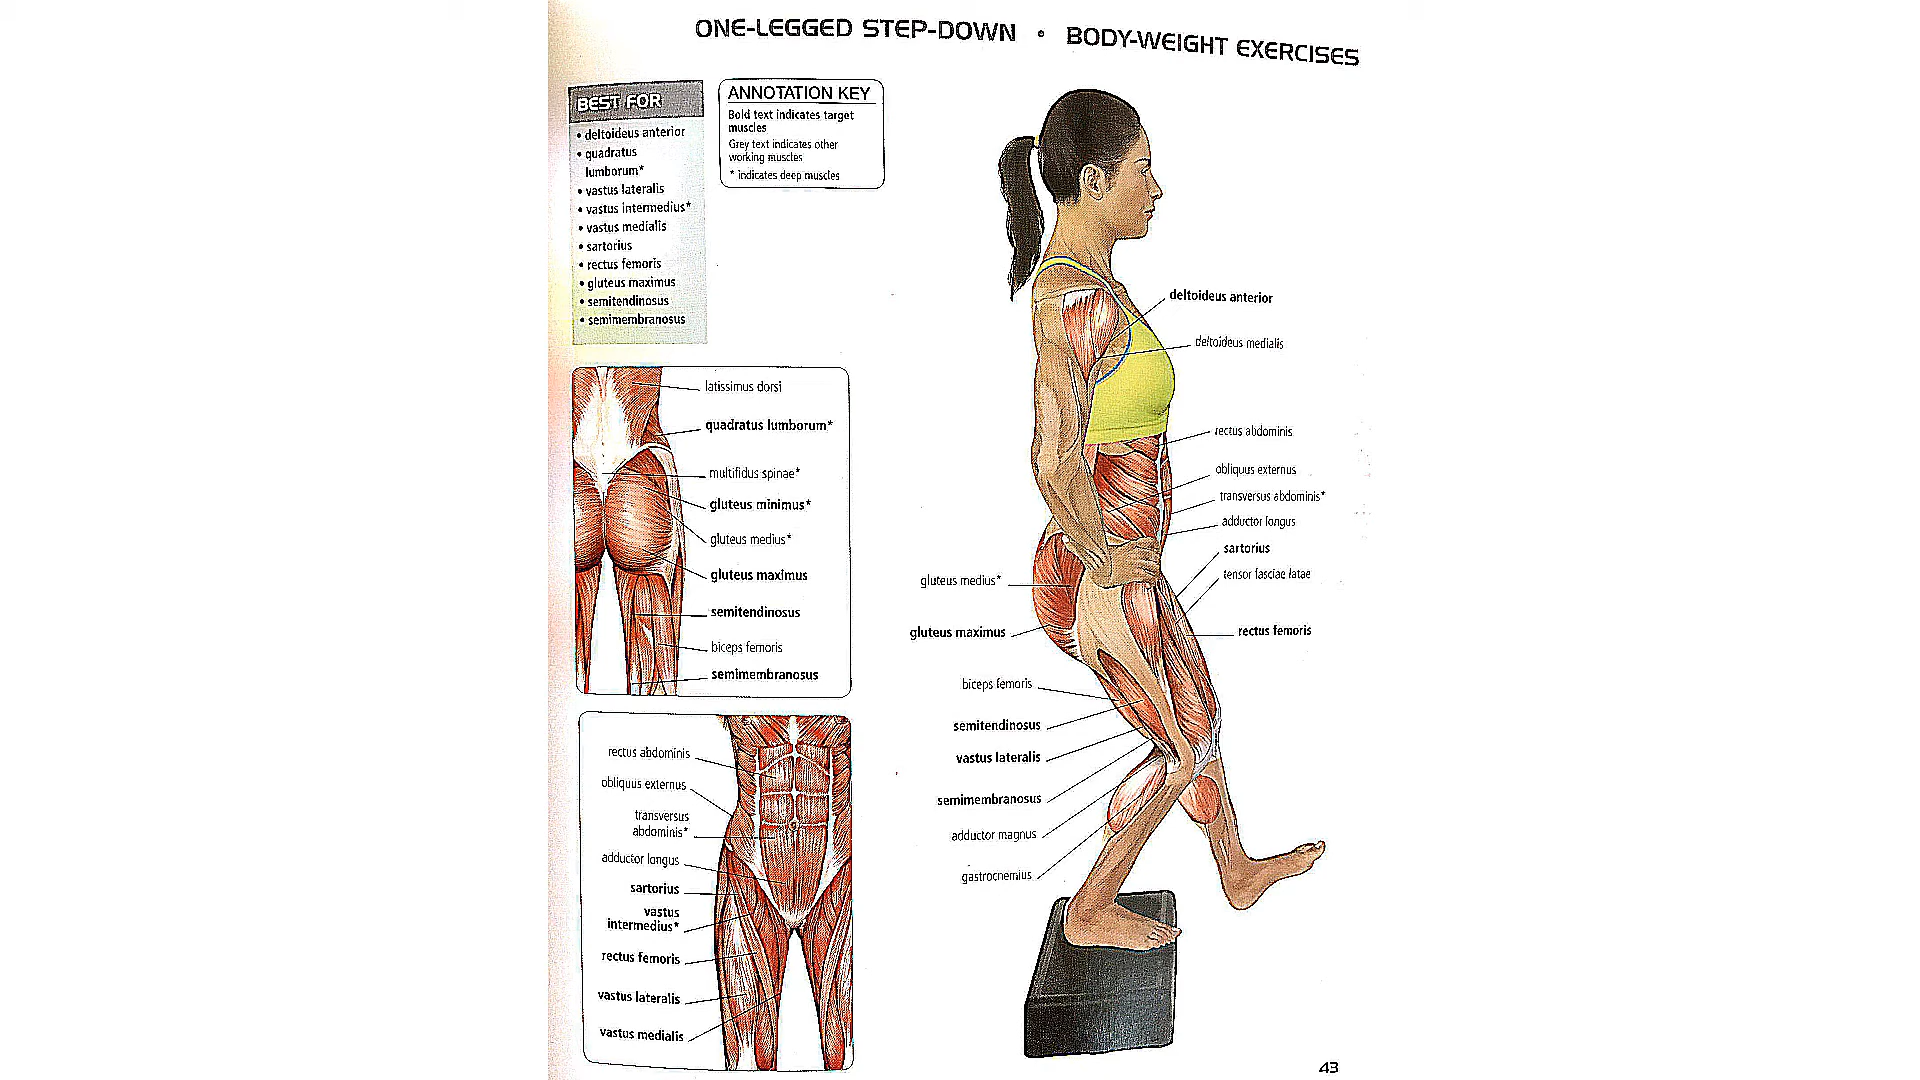 ONE-LEGGED STEP-DOWN • BODY-WEIGHT EXERCISES
BEST FOR
• deltoideus anterior
• quadratus
lumborum*
• vastus lateralis
• vastus intermedius*
• vastus medialis
• sartorius
• rectus femoris
• gluteus maximus
• semitendinosus
• semimembranosus
ANNOTATION KEY
Bold text indicates target
muscles
Grey text indicates other
working muscles
* indicates deep muscles
latissimus dorsi
quadratus lumborum*
multifidus spinae*
gluteus minimus*
gluteus medius*
gluteus maximus
semitendinosus
biceps femoris
semimembranosus
rectus abdominis
obliquus externus
transversus
abdominis*
adductor longus
sartorius
vastus
intermedius*
rectus femoris
vastus lateralis
vastus medialis
deltoideus anterior
deltoideus medialis
rectus abdominis
obliquus externus
transversus abdominis*
adductor longus
sartorius
tensor fasciae latae
rectus femoris
gluteus medius*
gluteus maximus
biceps femoris
semitendinosus
vastus lateralis
semimembranosus
adductor magnus
gastrocnemius
43